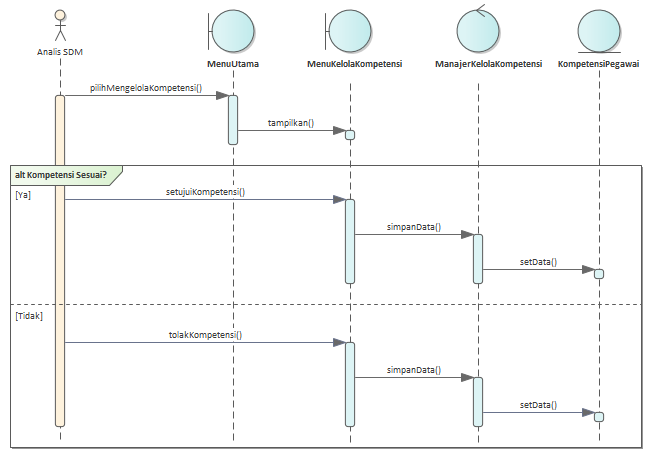 Analis SDM
MenuUtama
MenuKelolaKompetensi
ManajerKelolaKompetensi
KompetensiPegawai
pilihMengelolaKompetensi()
tampilkan()
alt Kompetensi Sesuai?
[Ya]
setujuiKompetensi()
simpanData()
setData()
[Tidak]
tolakKompetensi()
simpanData()
setData()